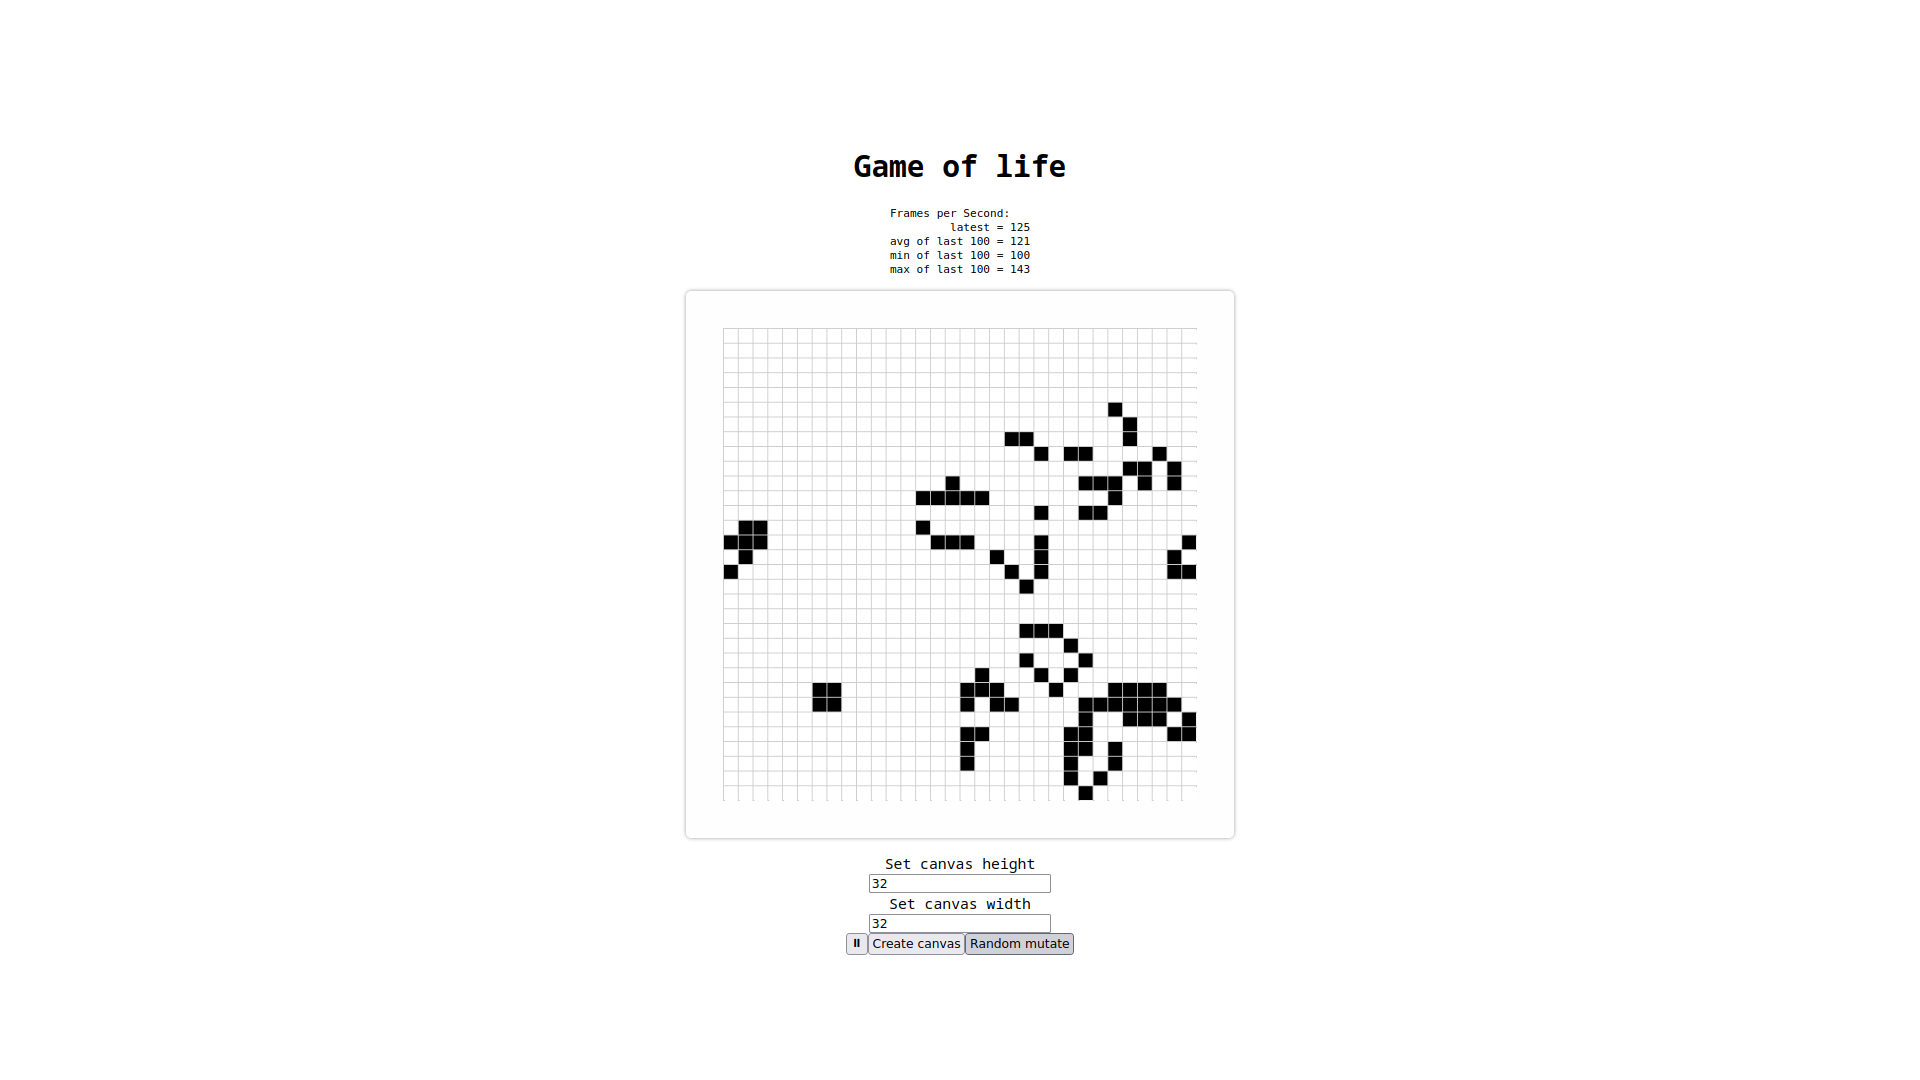 Game of life
Frames per Second:
latest = 125
avg of last 100 = 121
min of last 100 = 100
max of last 100 = 143
Set canvas height
32
Set canvas width
32
⏸ Create canvas Random mutate